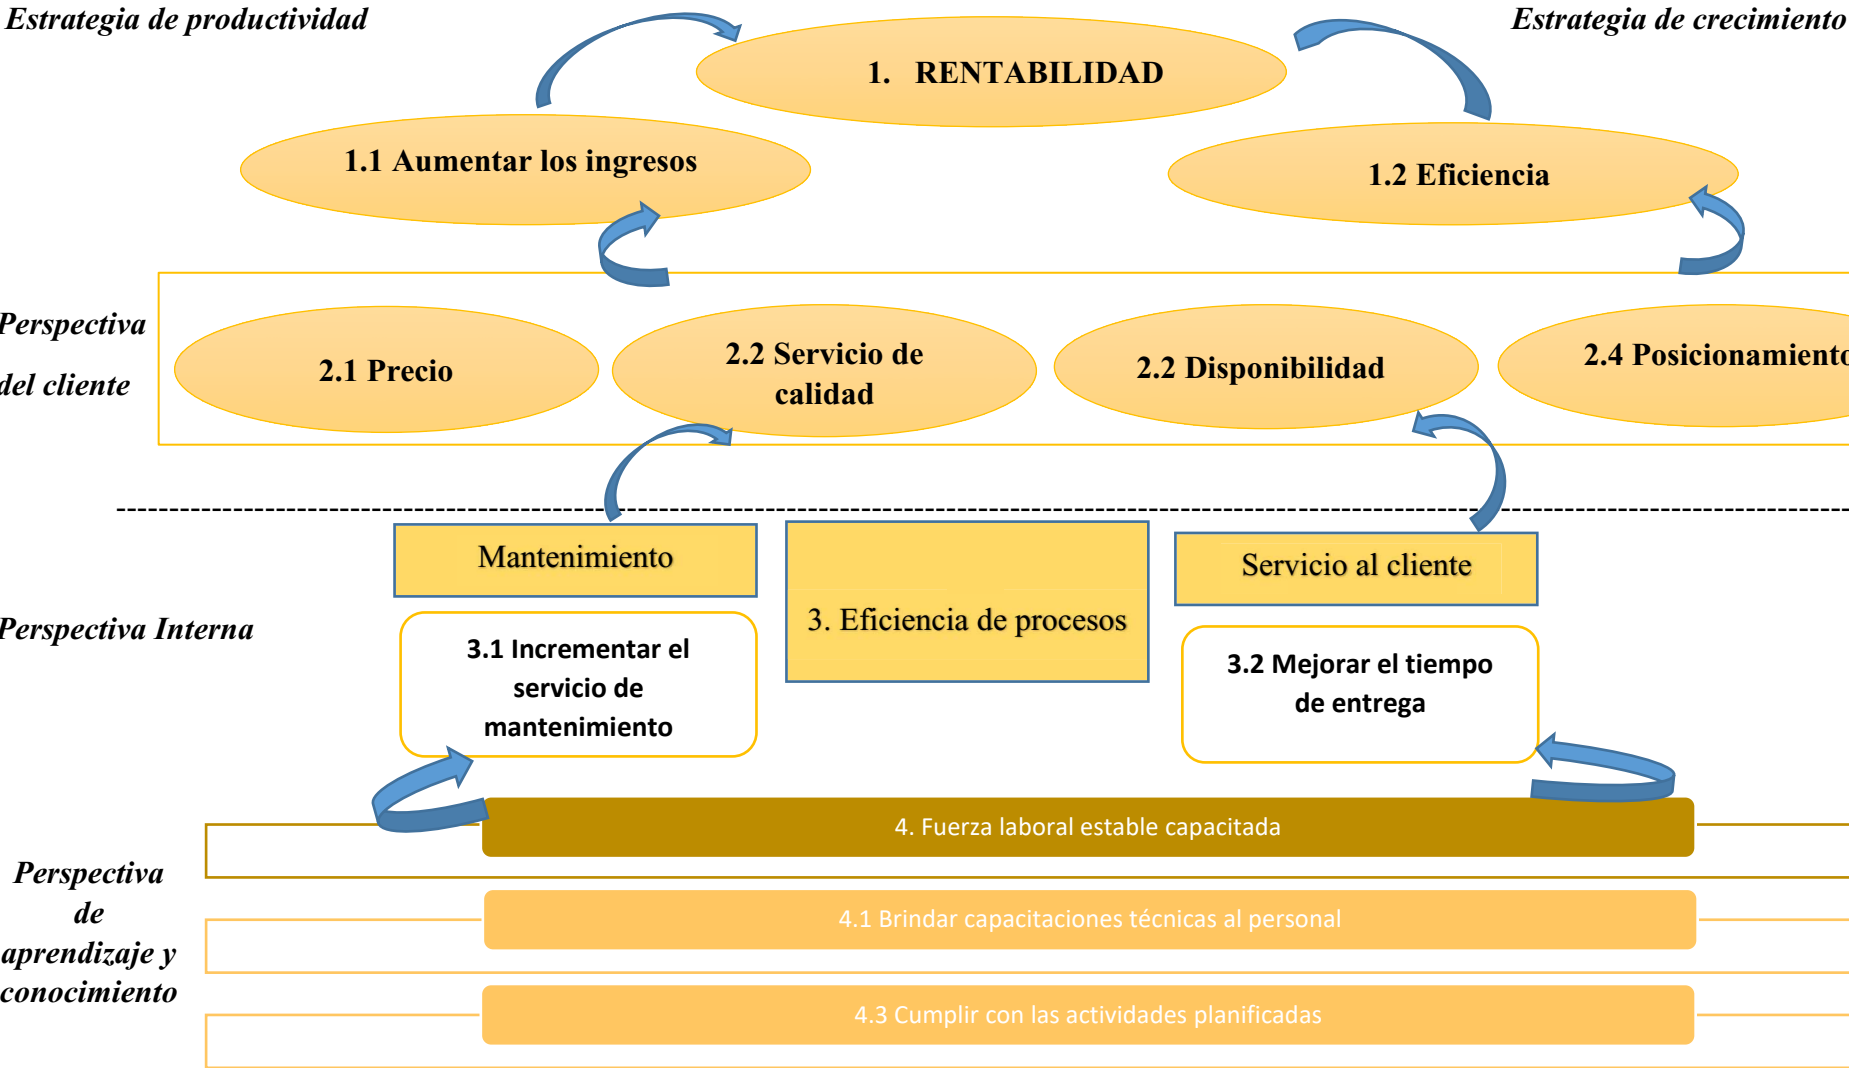 Estrategia de productividad
Estrategia de crecimiento
1. RENTABILIDAD
1.1 Aumentar los ingresos
1.2 Eficiencia
Perspectiva
del cliente
2.1 Precio
2.2 Servicio de
calidad
2.2 Disponibilidad
2.4 Posicionamiento
Mantenimiento
3. Eficiencia de procesos
Servicio al cliente
Perspectiva Interna
3.1 Incrementar el
servicio de
mantenimiento
3.2 Mejorar el tiempo
de entrega
Perspectiva
de
aprendizaje y
conocimiento
4. Fuerza laboral estable capacitada
4.1 Brindar capacitaciones técnicas al personal
4.3 Cumplir con las actividades planificadas